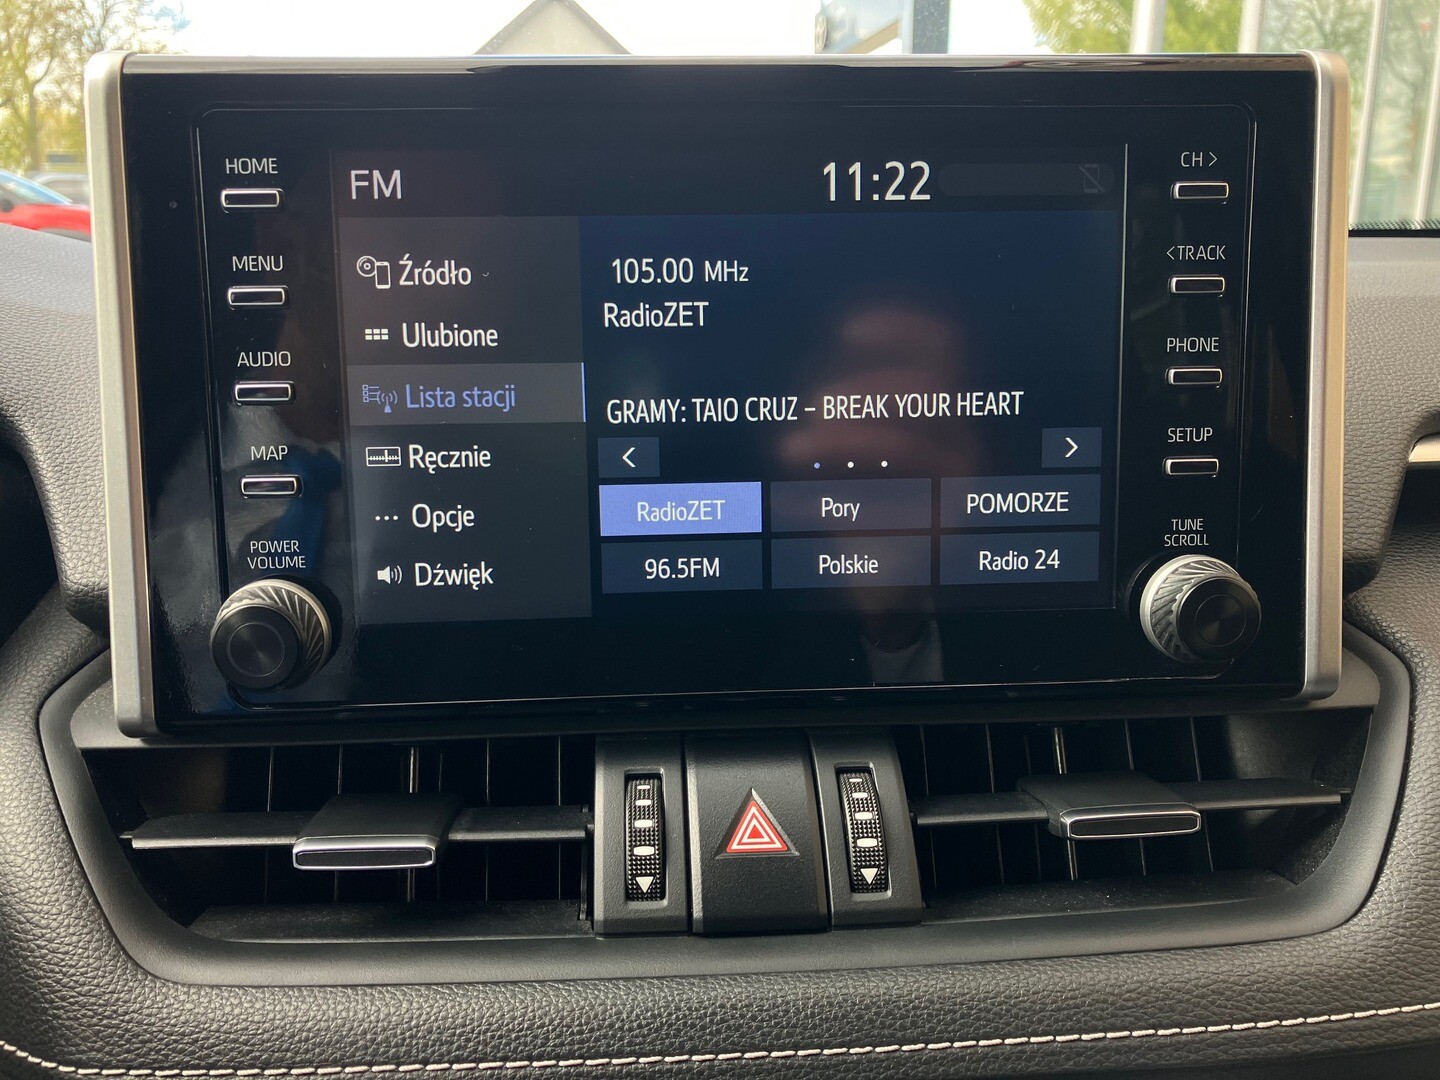 HOME
MENU
AUDIO
MAP
POWER
VOLUME
FM
11:22
Źródło
Ulubione
Lista stacji
Ręcznie
Opcje
Dźwięk
105.00 MHz
RadioZET
GRAMY: TAIO CRUZ – BREAK YOUR HEART
<
>
RadioZET
Pory
POMORZE
96.5FM
Polskie
Radio 24
CH >
< TRACK
PHONE
SETUP
TUNE
SCROLL